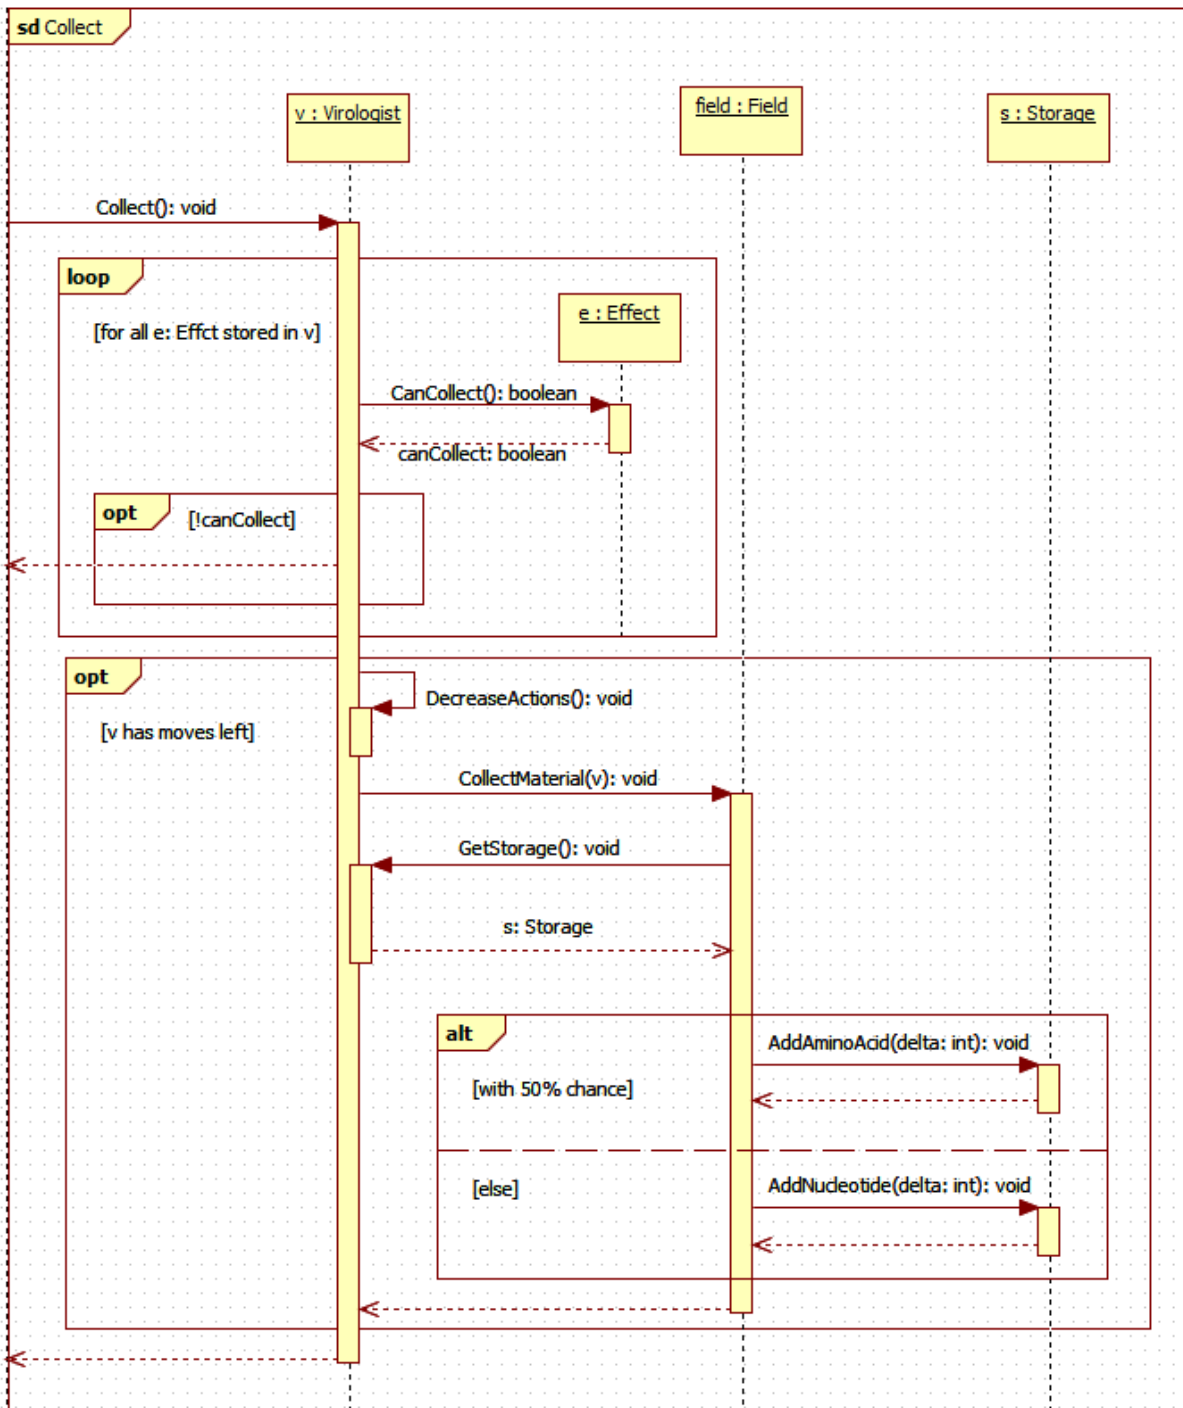 sd Collect
v : Virologist
field : Field
s : Storage
Collect(): void
loop
e : Effect
[for all e: Effct stored in v]
CanCollect(): boolean
canCollect: boolean
opt
[!canCollect]
opt
DecreaseActions(): void
[v has moves left]
CollectMaterial(v): void
GetStorage(): void
s: Storage
alt
AddAminoAcid(delta: int): void
[with 50% chance]
[else]
AddNucleotide(delta: int): void